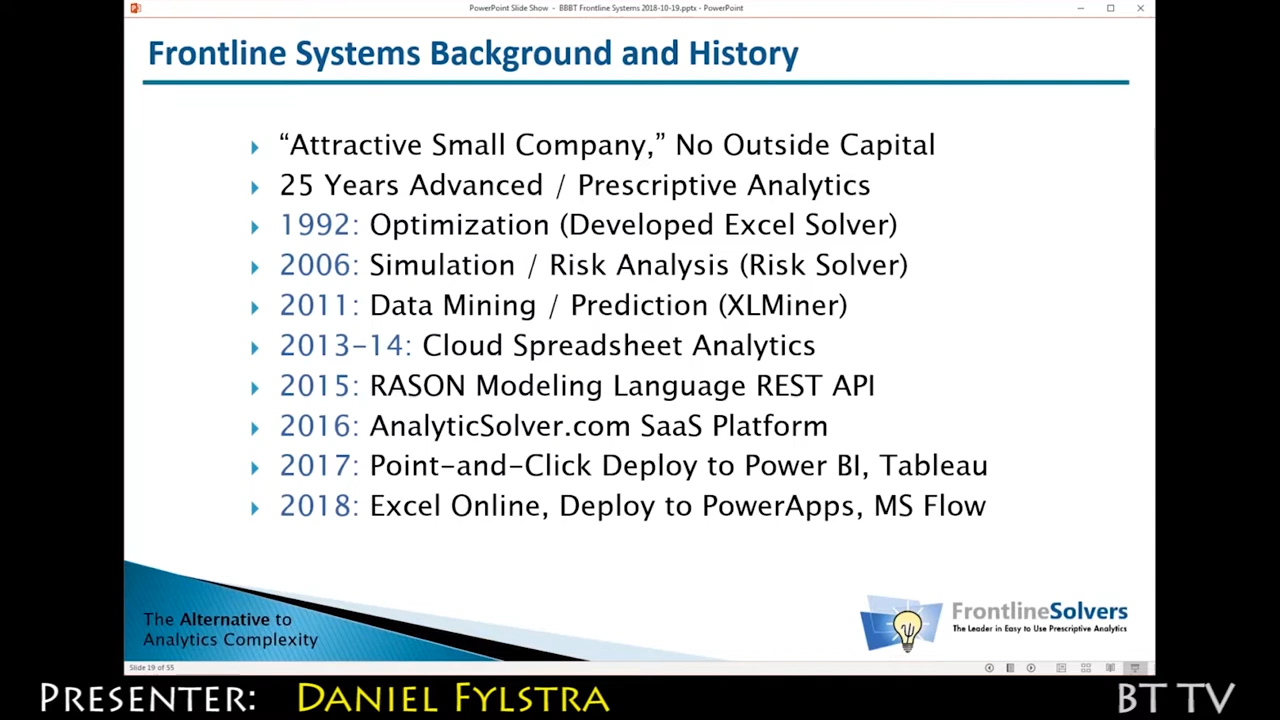 PowerPoint Slide Show - BBBT Frontline Systems 2018-10-19.pptx - PowerPoint
Frontline Systems Background and History
“Attractive Small Company,” No Outside Capital
25 Years Advanced / Prescriptive Analytics
1992: Optimization (Developed Excel Solver)
2006: Simulation / Risk Analysis (Risk Solver)
2011: Data Mining / Prediction (XLMiner)
2013-14: Cloud Spreadsheet Analytics
2015: RASON Modeling Language REST API
2016: AnalyticSolver.com SaaS Platform
2017: Point-and-Click Deploy to Power BI, Tableau
2018: Excel Online, Deploy to PowerApps, MS Flow
The Alternative to
Analytics Complexity
FrontlineSolvers
The Leader in Easy to Use Prescriptive Analytics
Slide 19 of 55
PRESENTER: DANIEL FYLSTRA
BT TV